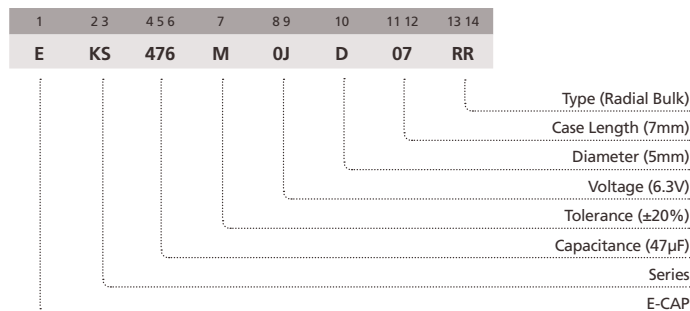 1 2 3 4 5 6 7 8 9 10 11 12 13 14
E KS 476 M 0J D 07 RR
Type (Radial Bulk)
Case Length (7mm)
Diameter (5mm)
Voltage (6.3V)
Tolerance (±20%)
Capacitance (47µF)
Series
E-CAP